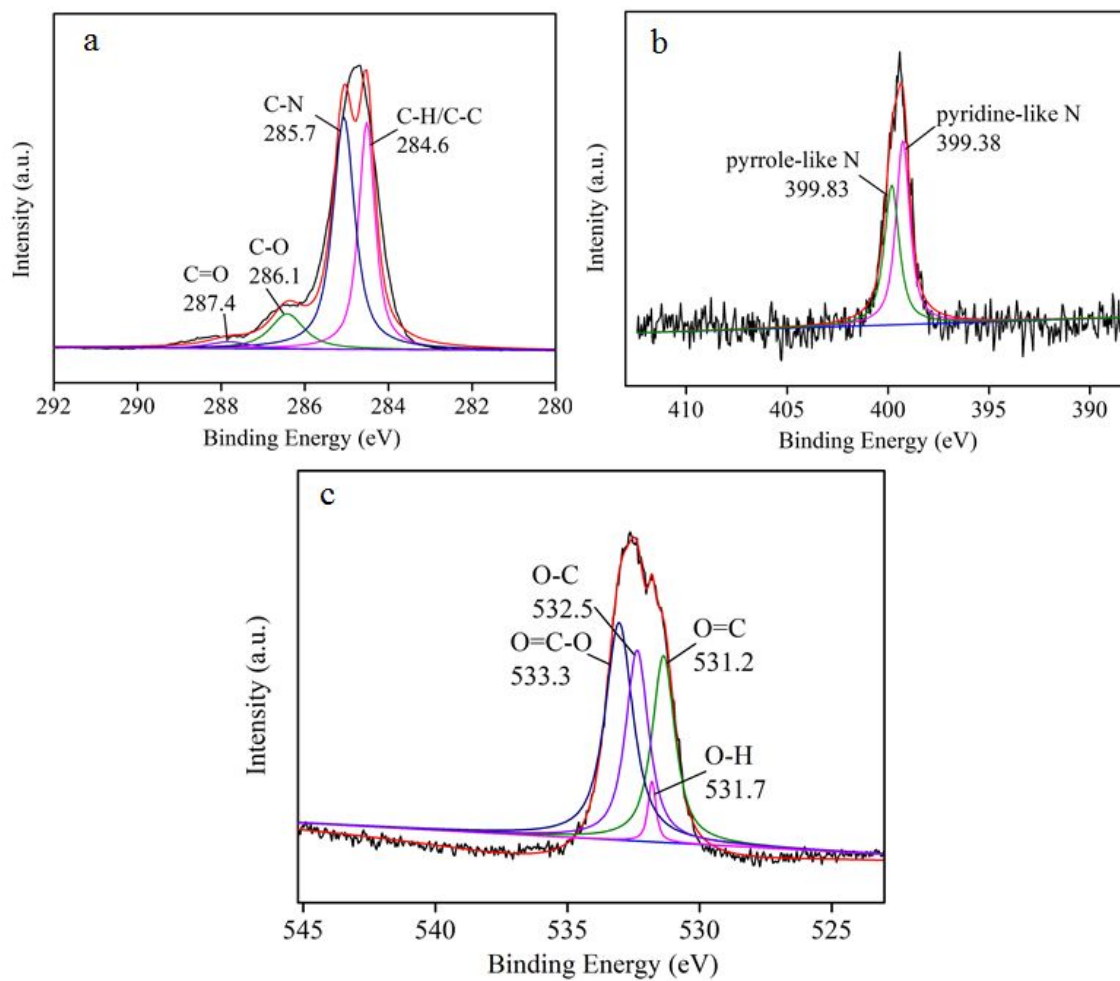 a
C-N
285.7
C-H/C-C
284.6
C-O
286.1
C=O
287.4
Intensity (a.u.)
292 290 288 286 284 282 280
Binding Energy (eV)
b
pyridine-like N
399.38
pyrrole-like N
399.83
Intenity (a.u.)
410 405 400 395 390
Binding Energy (eV)
c
O-C
532.5
O=C-O
533.3
O=C
531.2
O-H
531.7
Intensity (a.u.)
545 540 535 530 525
Binding Energy (eV)